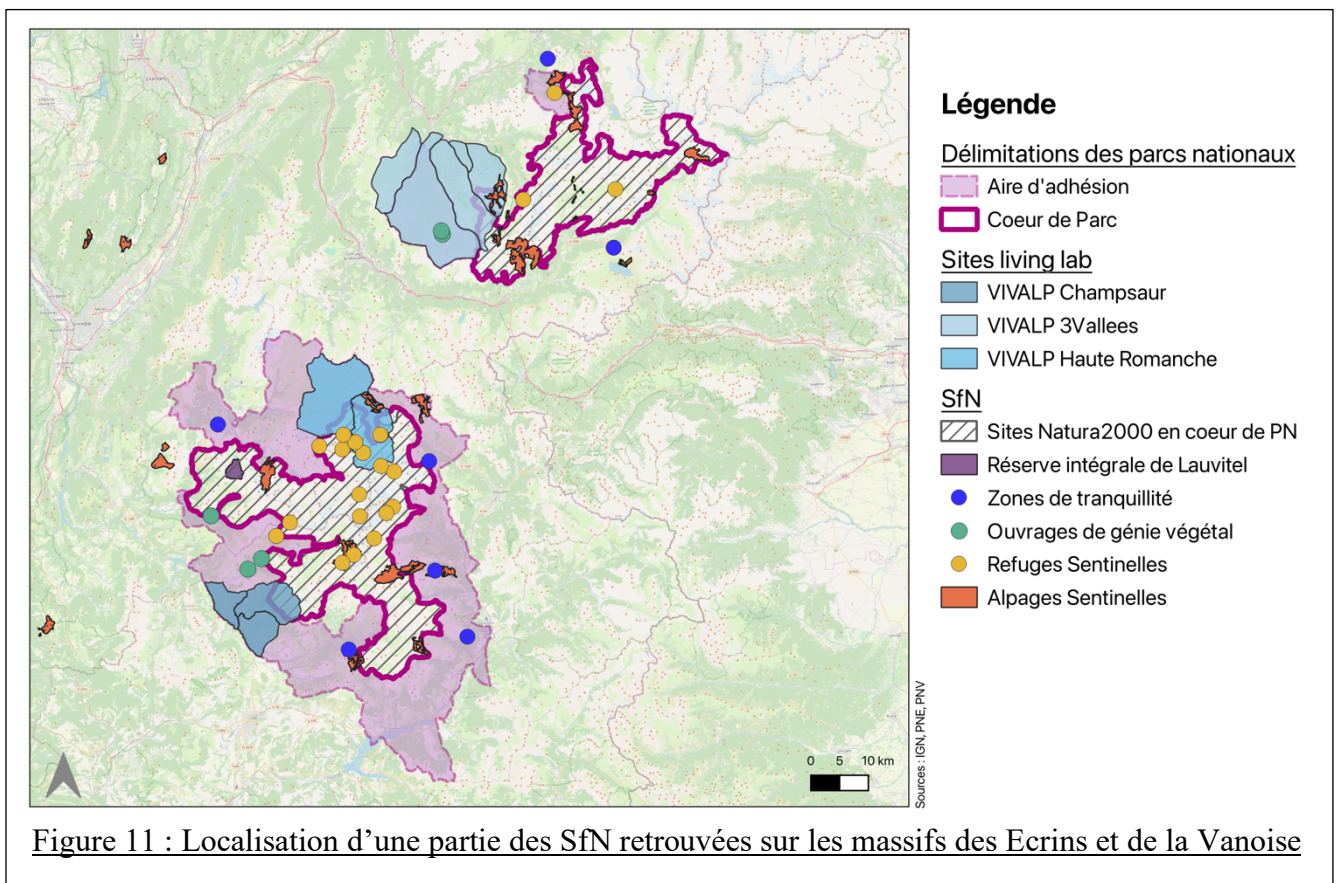 Légende
Délimitations des parcs nationaux
Aire d'adhésion
Coeur de Parc
Sites living lab
VIVALP Champsaur
VIVALP 3Vallees
VIVALP Haute Romanche
SfN
Sites Natura2000 en coeur de PN
Réserve intégrale de Lauvitel
Zones de tranquillité
Ouvrages de génie végétal
Refuges Sentinelles
Alpages Sentinelles
0 5 10 km
Sources : IGN, PNE, PNV
Figure 11 : Localisation d’une partie des SfN retrouvées sur les massifs des Ecrins et de la Vanoise